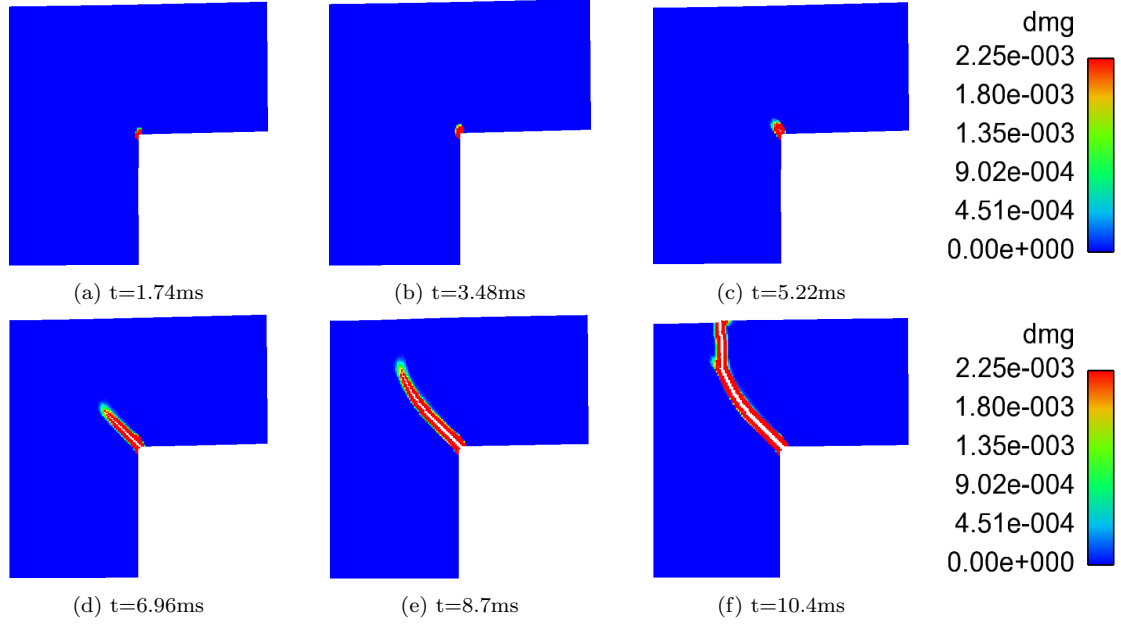 dmg
2.25e-003
1.80e-003
1.35e-003
9.02e-004
4.51e-004
0.00e+000
(a) t=1.74ms
(b) t=3.48ms
(c) t=5.22ms
dmg
2.25e-003
1.80e-003
1.35e-003
9.02e-004
4.51e-004
0.00e+000
(d) t=6.96ms
(e) t=8.7ms
(f) t=10.4ms